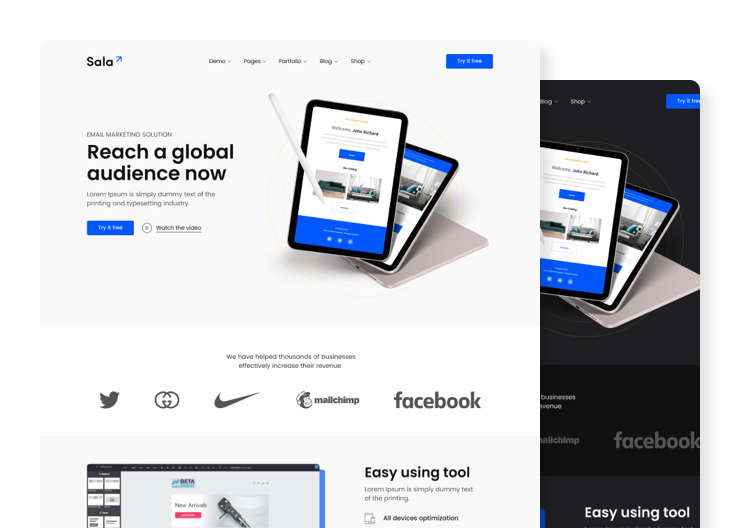 Sala
Demo
Pages
Portfolio
Blog
Shop
Try it free
EMAIL MARKETING SOLUTION
Reach a global
audience now
Lorem Ipsum is simply dummy text of the
printing and typesetting industry.
Try it free
Watch the video
Welcome, John Richard
We have helped thousands of businesses
effectively increase their revenue
mailchimp
facebook
BETA
New Arrivals
Easy using tool
Lorem Ipsum is simply dummy text
of the printing.
All devices optimization
Blog
Shop
Try it free
Welcome, John Richard
businesses
venue
mailchimp
facebook
Easy using tool